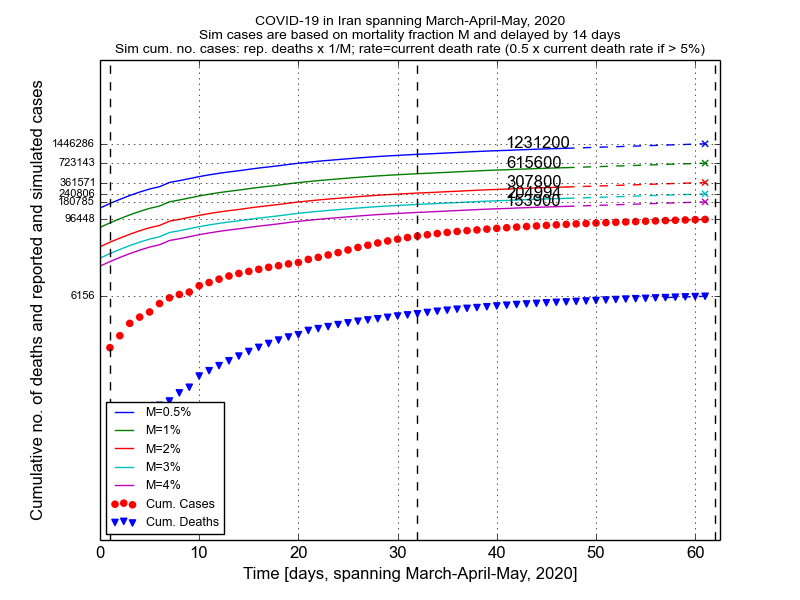 COVID-19 in Iran spanning March-April-May, 2020
Sim cases are based on mortality fraction M and delayed by 14 days
Sim cum. no. cases: rep. deaths x 1/M; rate=current death rate (0.5 x current death rate if > 5%)
Cumulative no. of deaths and reported and simulated cases
1446286
723143
361571
240806
180785
96448
6156
1231200
615600
307800
204994
153900
M=0.5%
M=1%
M=2%
M=3%
M=4%
Cum. Cases
Cum. Deaths
0 10 20 30 40 50 60
Time [days, spanning March-April-May, 2020]